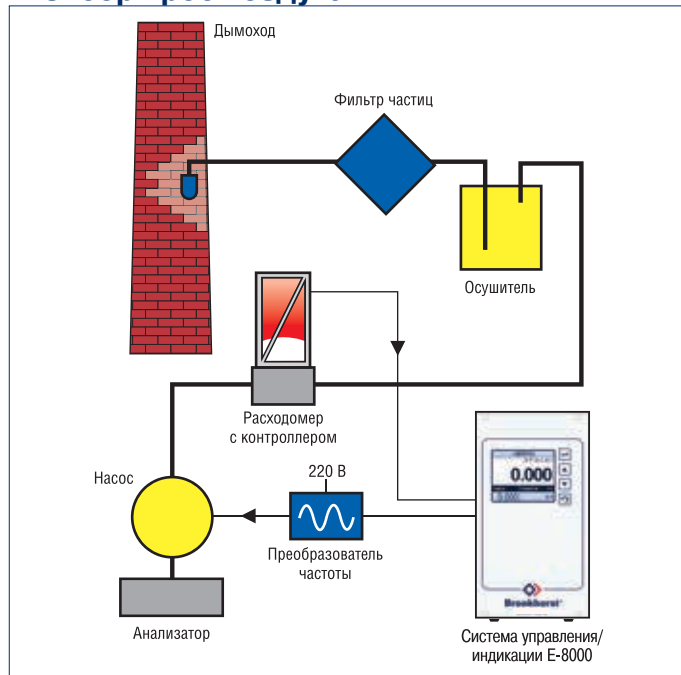 Дымоход
Фильтр частиц
Осушитель
Расходомер
с контроллером
Насос
220 В
Преобразователь
частоты
Анализатор
0.000
Bronkhorst®
Система управления/
индикации E-8000